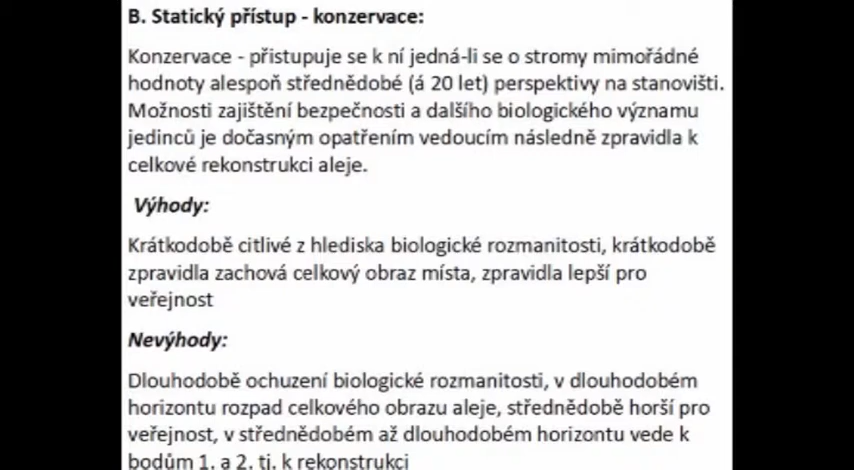 B. Statický přístup - konzervace:
Konzervace - přistupuje se k ní jedná-li se o stromy mimořádné
hodnoty alespoň střednědobé (á 20 let) perspektivy na stanovišti.
Možnosti zajištění bezpečnosti a dalšího biologického významu
jedinců je dočasným opatřením vedoucím následně zpravidla k
celkové rekonstrukci aleje.
Výhody:
Krátkodobě citlivé z hlediska biologické rozmanitosti, krátkodobě
zpravidla zachová celkový obraz místa, zpravidla lepší pro
veřejnost
Nevýhody:
Dlouhodobě ochuzení biologické rozmanitosti, v dlouhodobém
horizontu rozpad celkového obrazu aleje, střednědobě horší pro
veřejnost, v střednědobém až dlouhodobém horizontu vede k
bodům 1. a 2. tj. k rekonstrukci